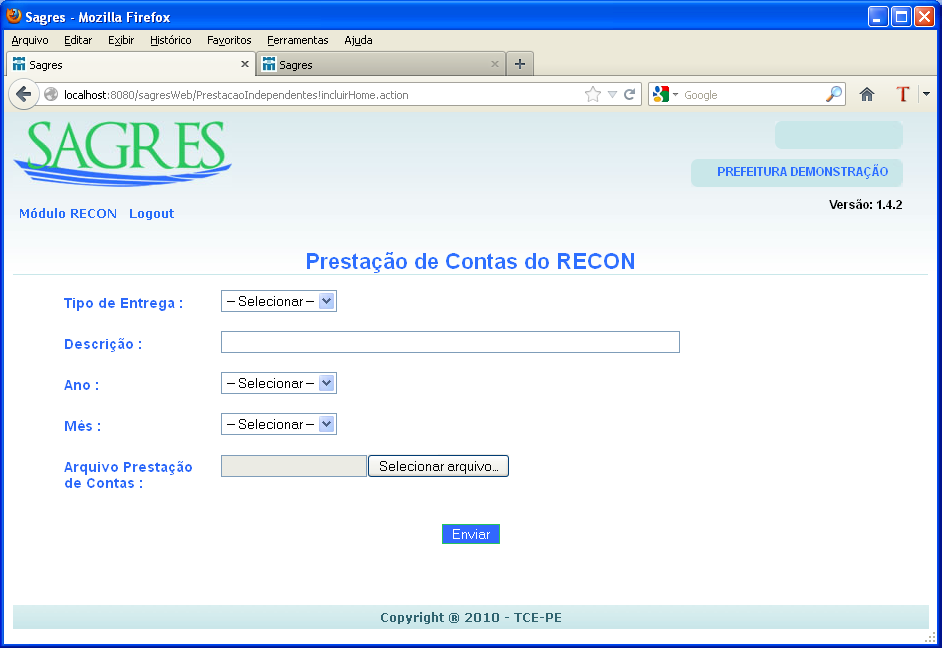 Sagres - Mozilla Firefox
Arquivo Editar Exibir Histórico Favoritos Ferramentas Ajuda
Sagres Sagres
localhost:8080/sagresWeb/PrestacaoIndependentes!incluirHome.action Google
SAGRES
PREFEITURA DEMONSTRAÇÃO
Versão: 1.4.2
Módulo RECON Logout
Prestação de Contas do RECON
Tipo de Entrega : -- Selecionar --
Descrição :
Ano : -- Selecionar --
Mês : -- Selecionar --
Arquivo Prestação Selecionar arquivo...
de Contas :
Enviar
Copyright ® 2010 - TCE-PE